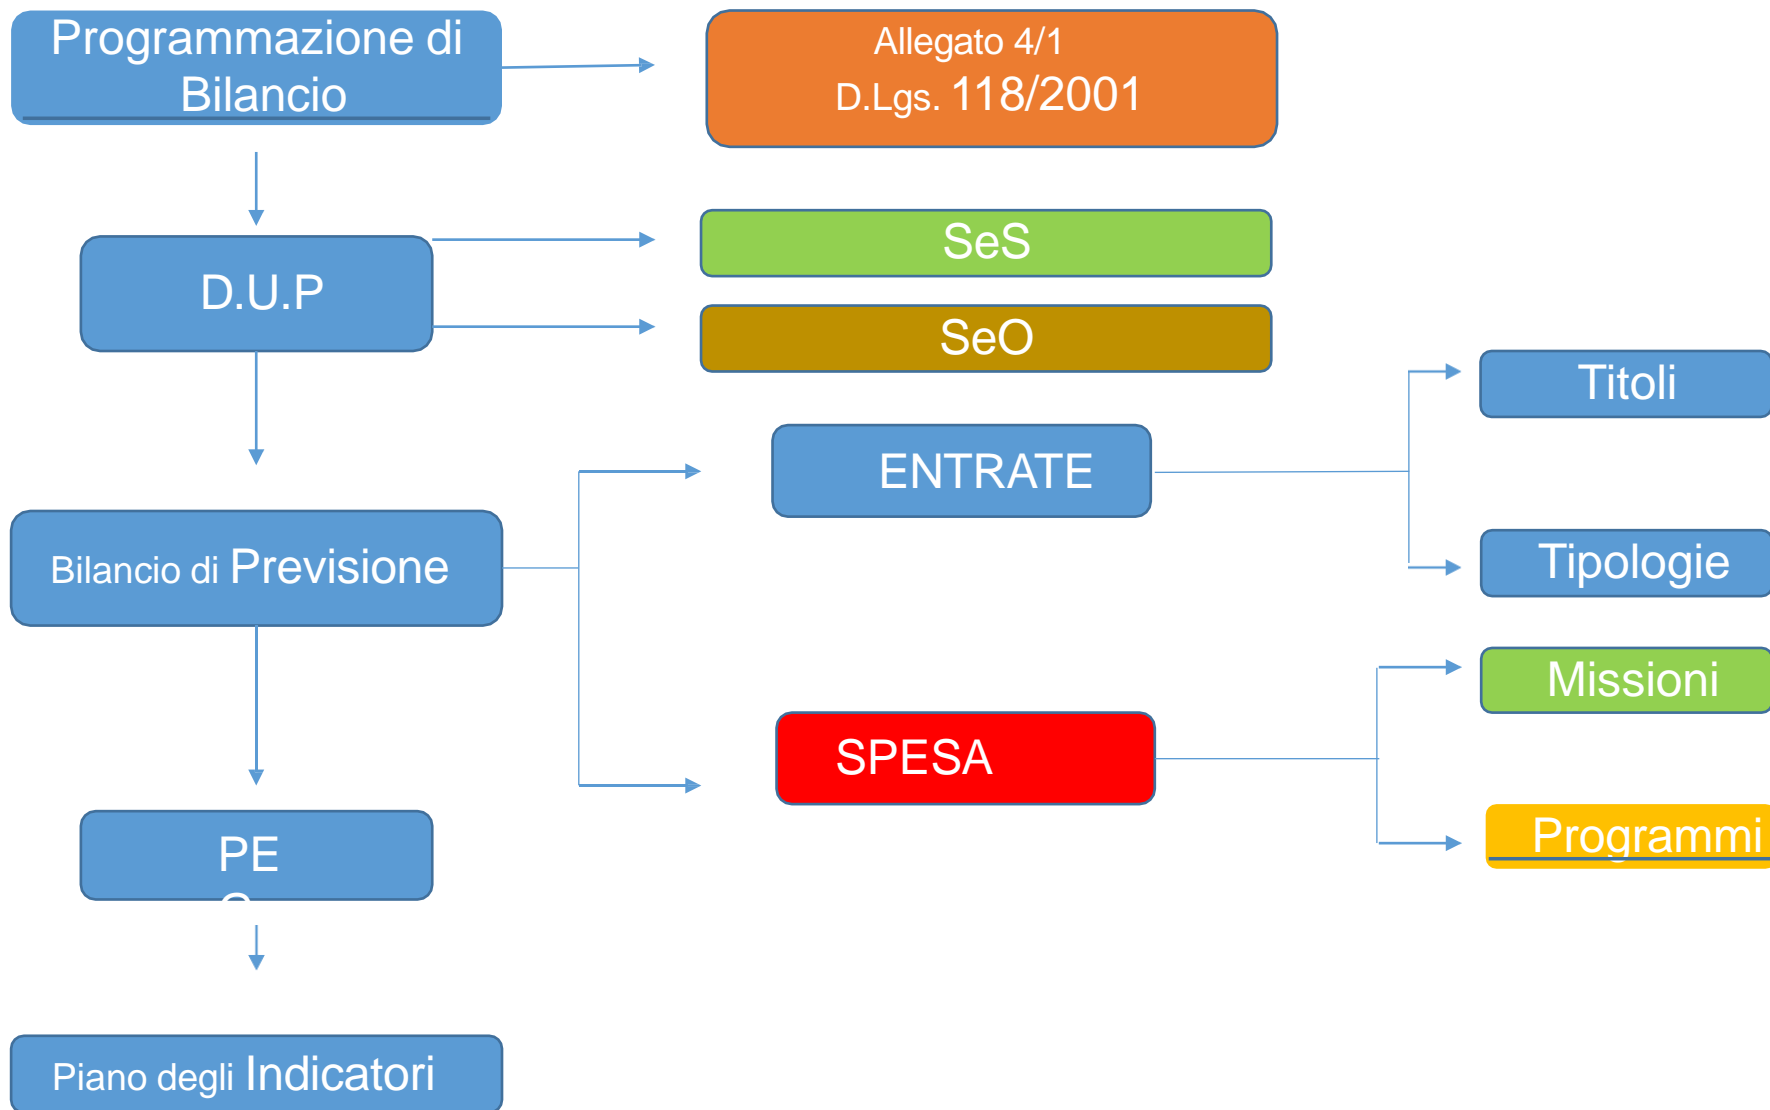 Programmazione di
Bilancio
Allegato 4/1
D.Lgs. 118/2001
SeS
D.U.P
SeO
Titoli
ENTRATE
Bilancio di Previsione
Tipologie
Missioni
SPESA
Programmi
PE
C
Piano degli Indicatori